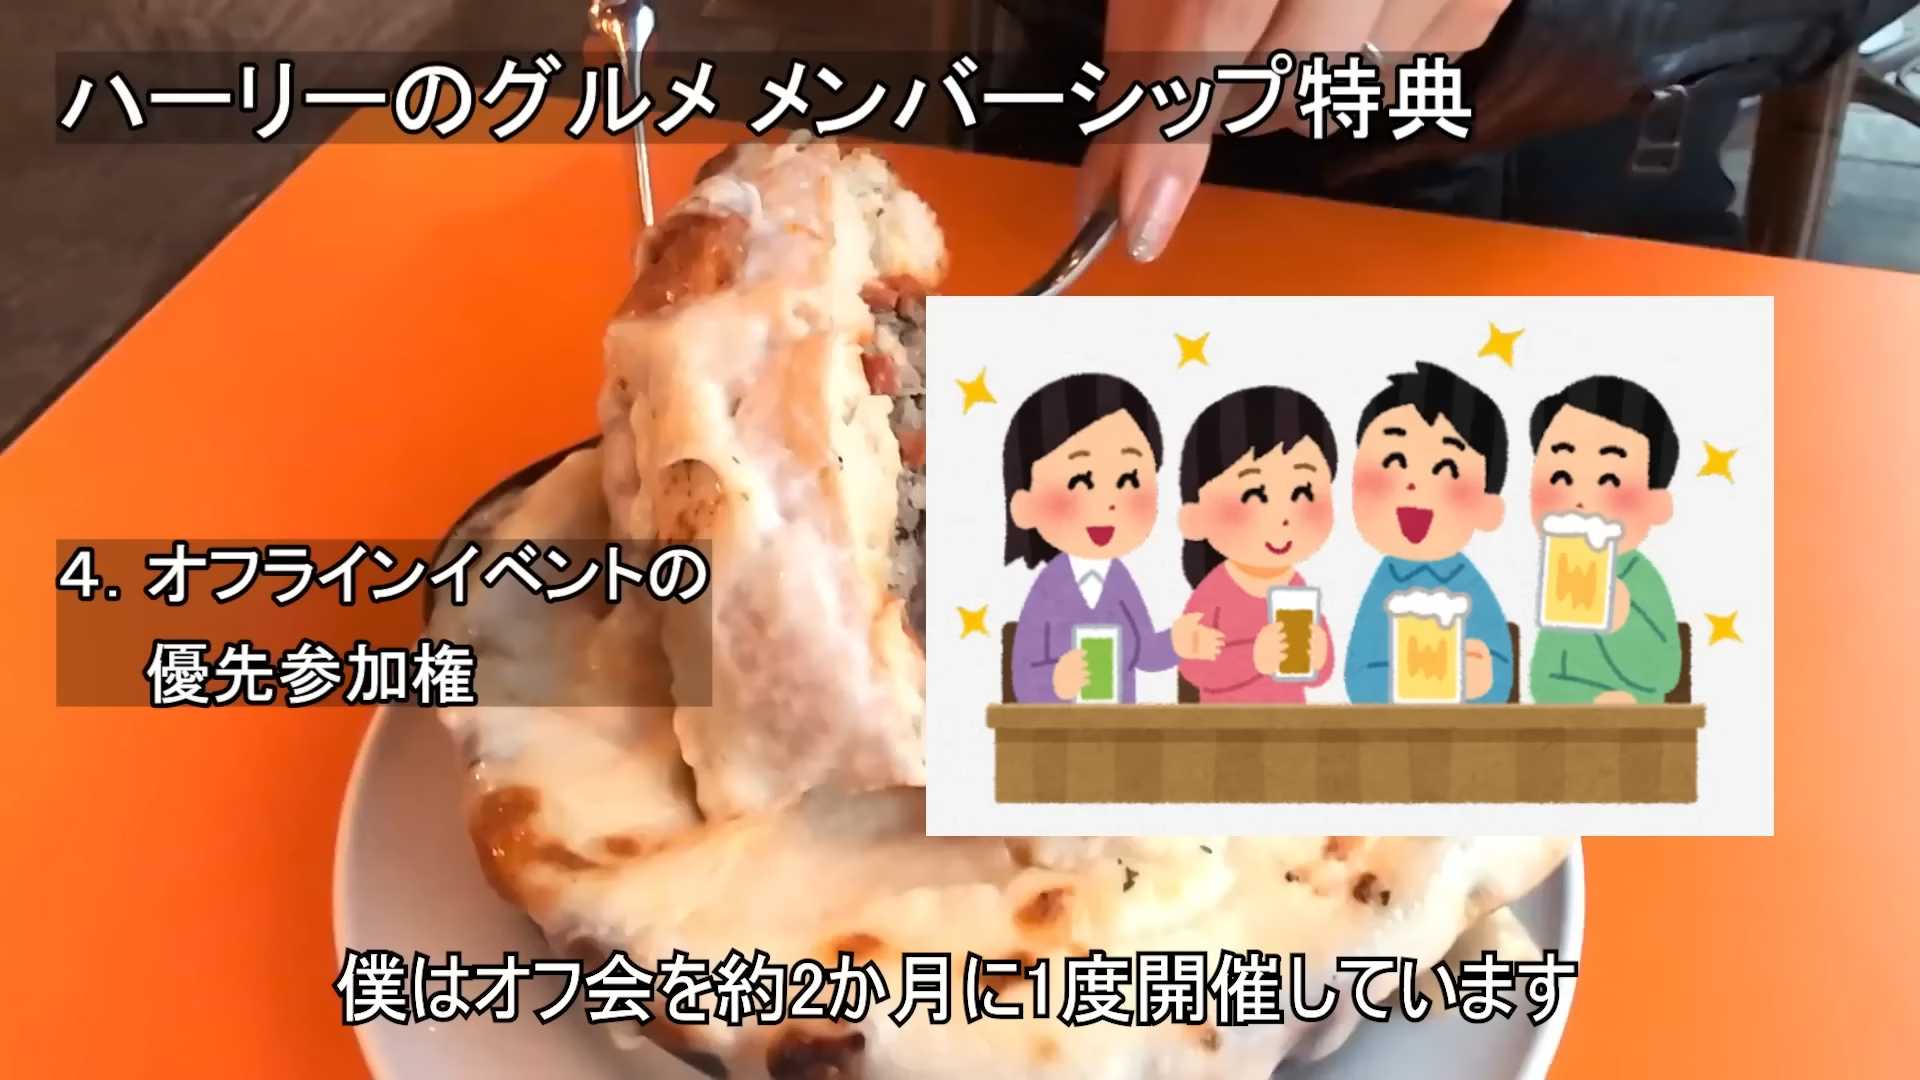 ハーリーのグルメ メンバーシップ特典
４．オフラインイベントの
優先参加権
僕はオフ会を約2か月に1度開催しています